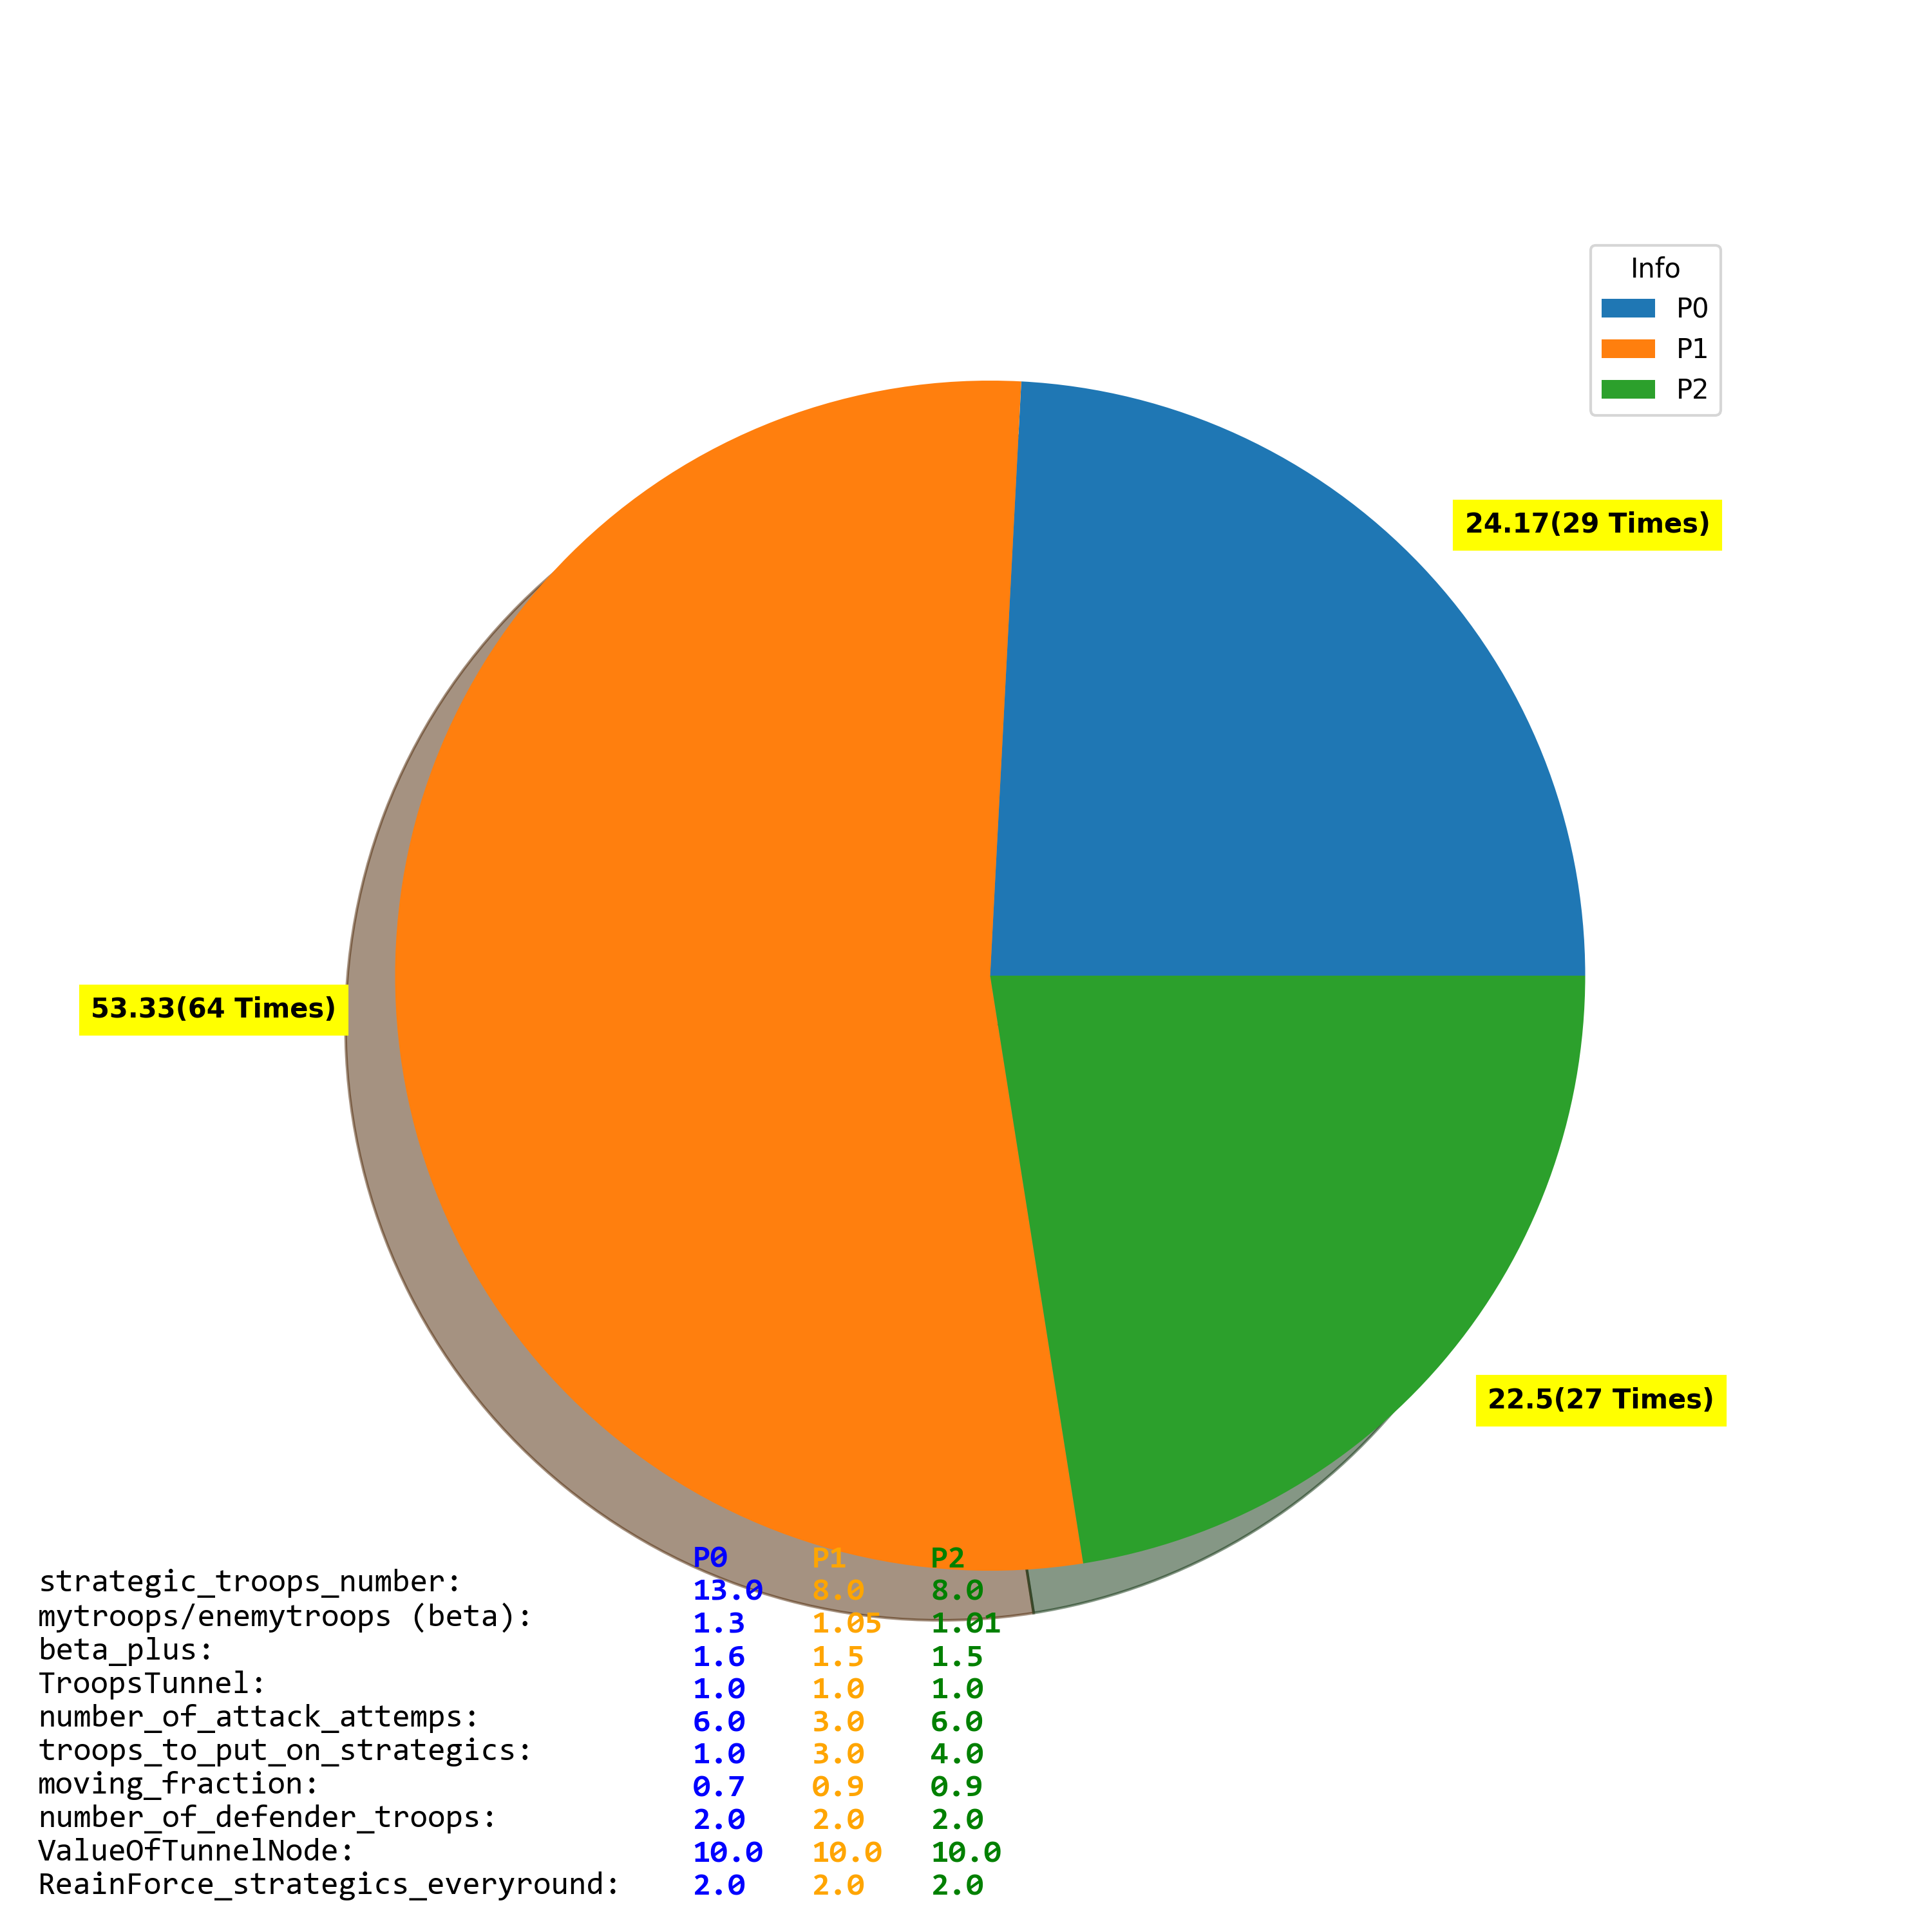 Info
P0
P1
P2
24.17(29 Times)
53.33(64 Times)
22.5(27 Times)
P0 P1 P2
strategic_troops_number: 13.0 8.0 8.0
mytroops/enemytroops (beta): 1.3 1.05 1.01
beta_plus: 1.6 1.5 1.5
TroopsTunnel: 1.0 1.0 1.0
number_of_attack_attemps: 6.0 3.0 6.0
troops_to_put_on_strategics: 1.0 3.0 4.0
moving_fraction: 0.7 0.9 0.9
number_of_defender_troops: 2.0 2.0 2.0
ValueOfTunnelNode: 10.0 10.0 10.0
ReainForce_strategics_everyround: 2.0 2.0 2.0